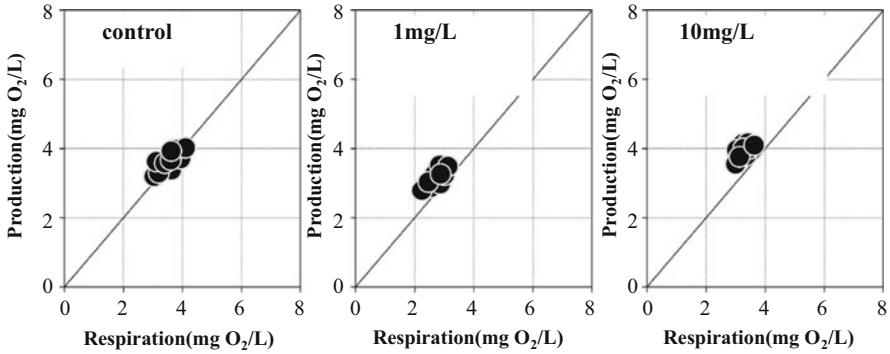 control
Production(mg O₂/L)
8
6
4
2
0
0 2 4 6 8
Respiration(mg O₂/L)
1mg/L
Production(mg O₂/L)
8
6
4
2
0
0 2 4 6 8
Respiration(mg O₂/L)
10mg/L
Production(mg O₂/L)
8
6
4
2
0
0 2 4 6 8
Respiration(mg O₂/L)